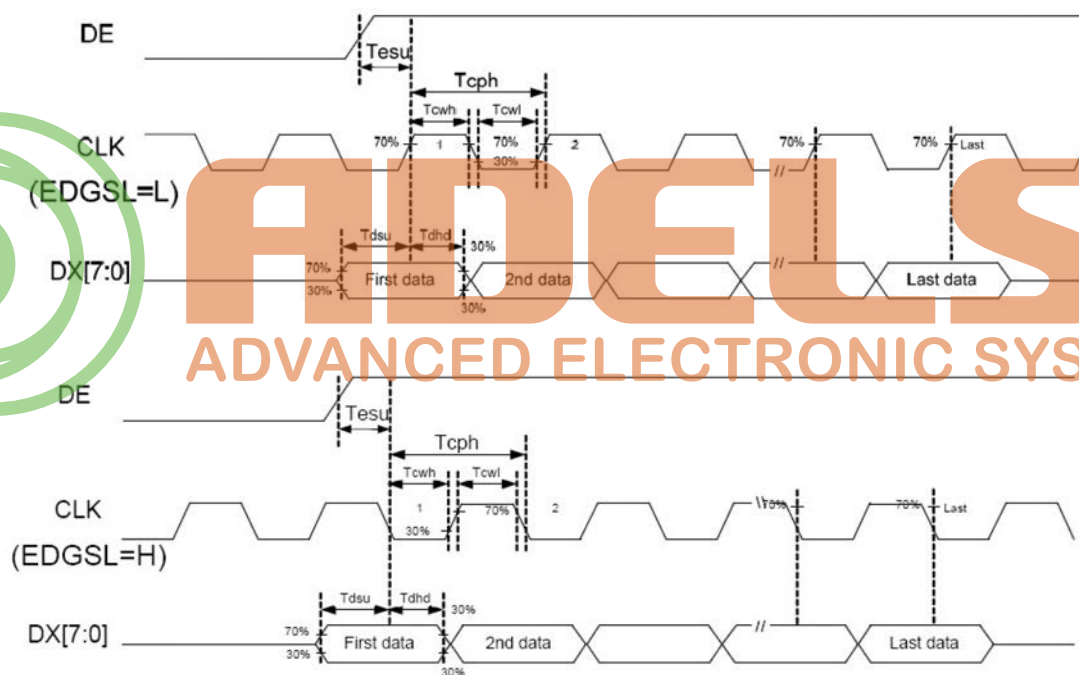 DE
Tesu
Tcph
Tcwh Tcwl
CLK 70% 1 70% 2 70% 70% Last
30%
(EDGSL=L)
//
Tdsu Tdhd 30%
DX[7:0] 70% First data 2nd data // Last data
30% 30%
ADELS
ADVANCED ELECTRONIC SYS
DE
Tesu
Tcph
Tcwh Tcwl
CLK 1 70% 2 \\ 70% 70% Last
30%
(EDGSL=H)
Tdsu Tdhd 30%
DX[7:0] 70% First data 2nd data // Last data
30% 30%